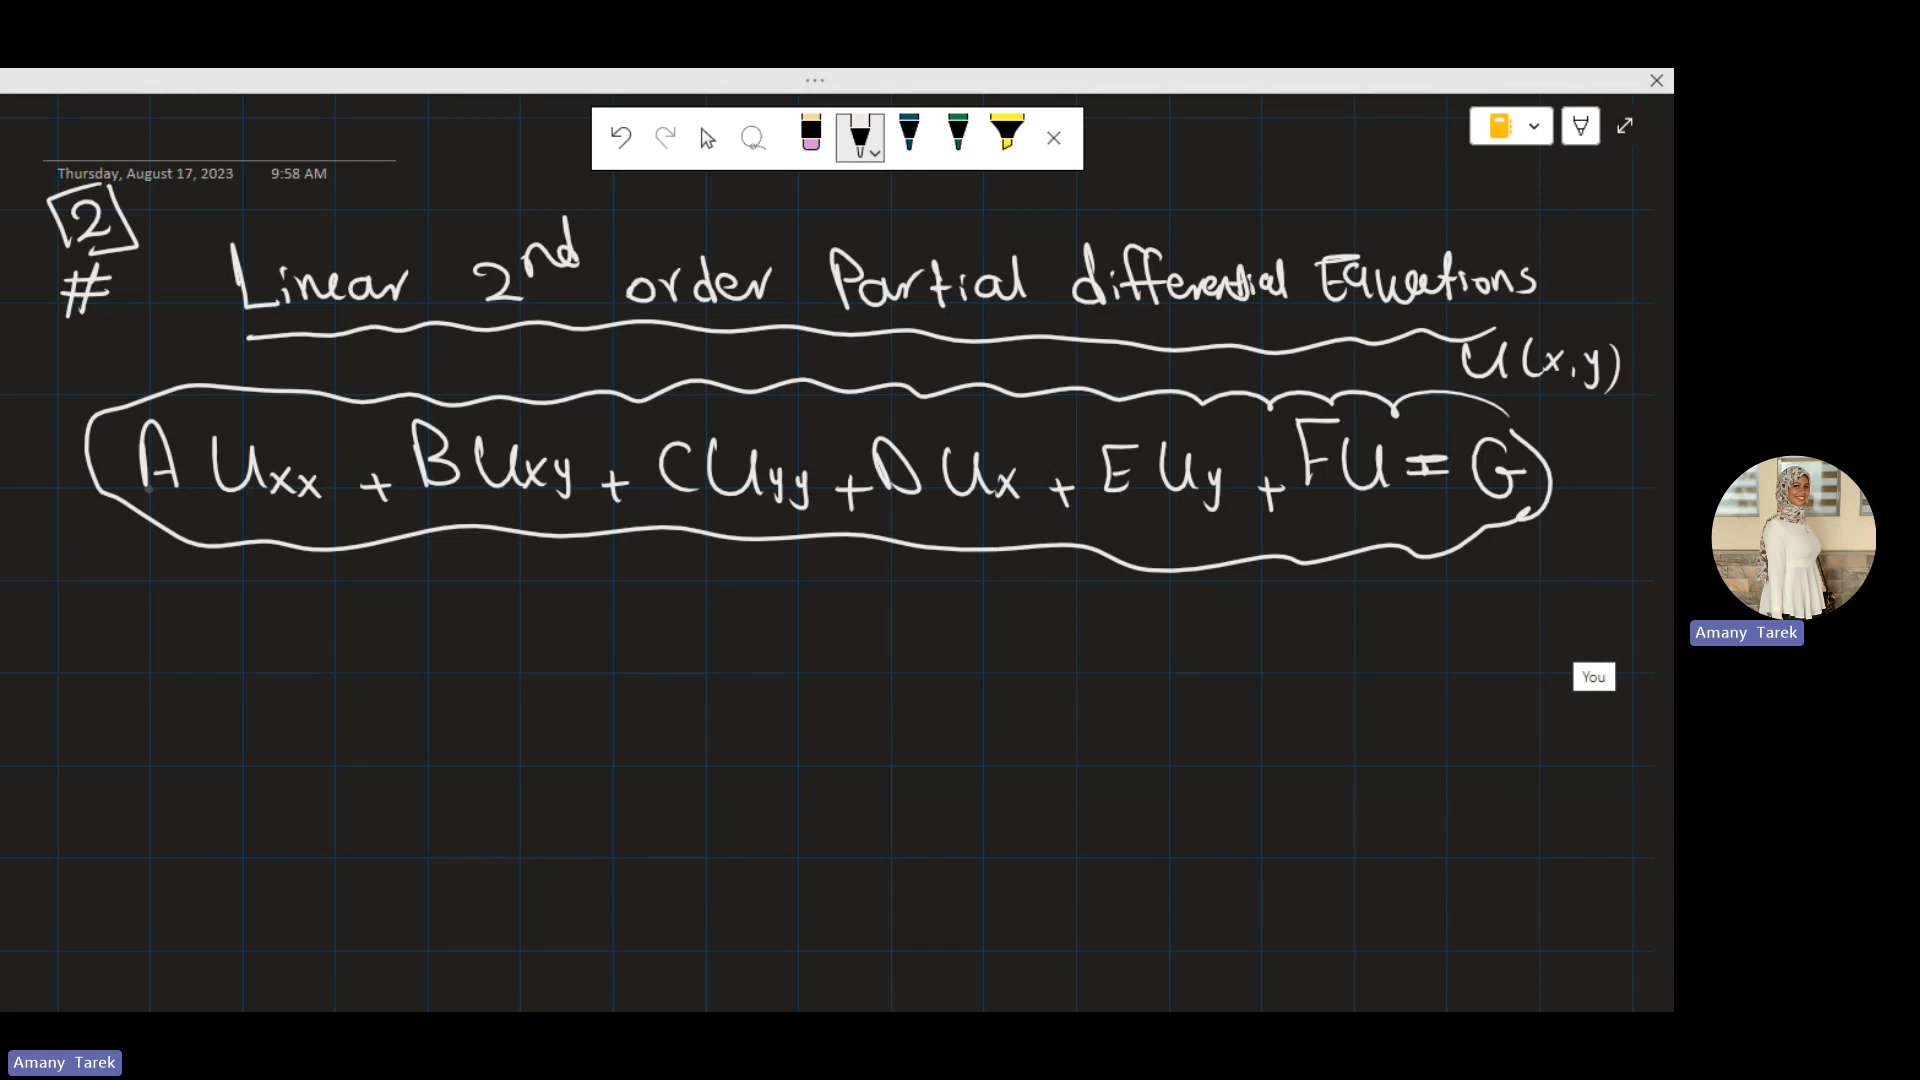 Thursday, August 17, 2023 9:58 AM
2
# Linear 2nd order Partial differential Equations
U(x,y)
A Uxx + B Uxy + C Uyy + D Ux + E Uy + F U = G
Amany Tarek
You
Amany Tarek